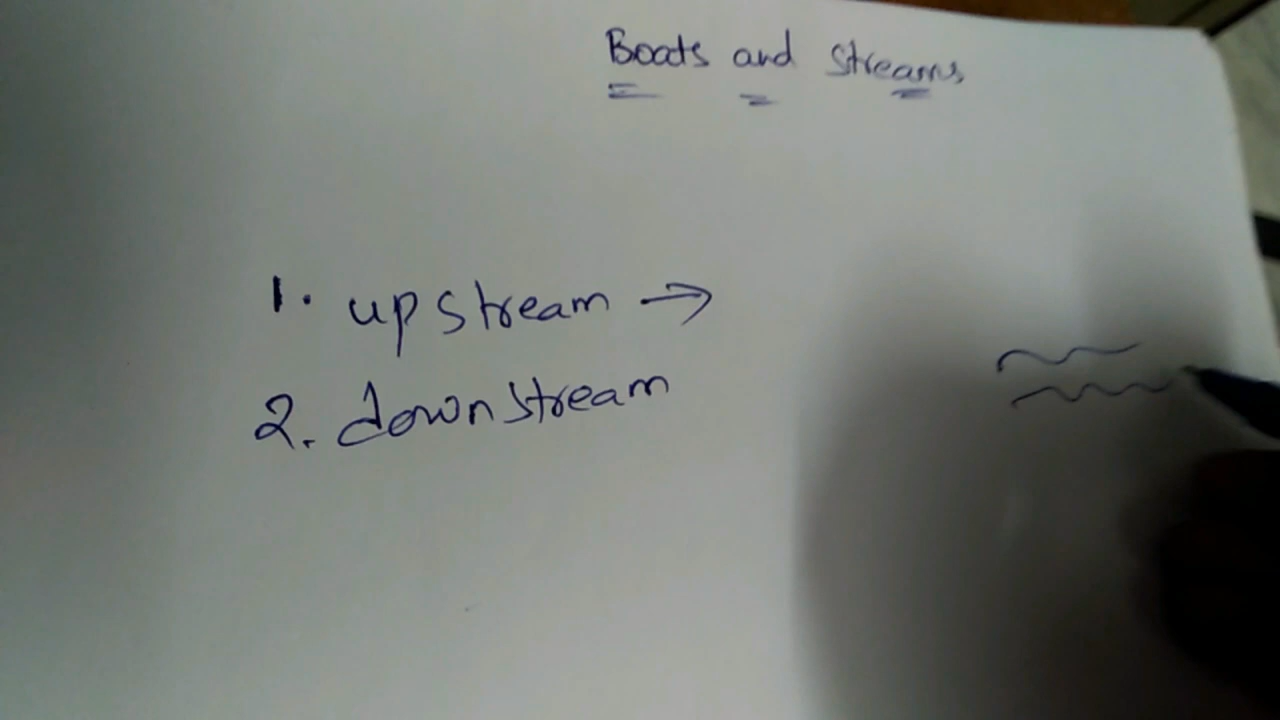 Boats and Streams
1. upstream →
2. downstream